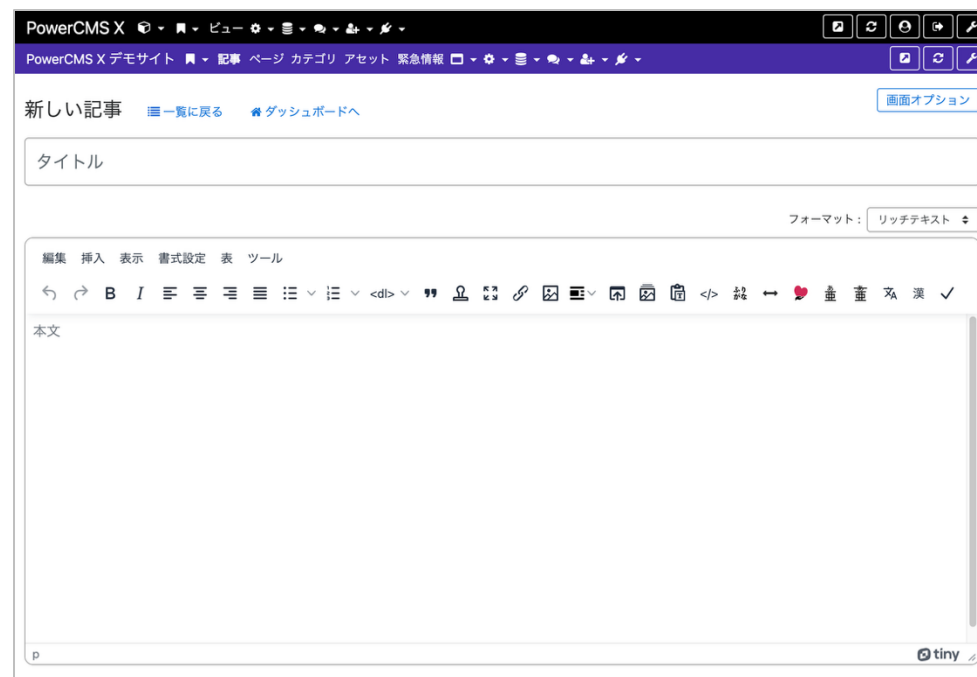 PowerCMS X ビュー
PowerCMS X デモサイト 記事 ページ カテゴリ アセット 緊急情報
新しい記事 一覧に戻る ダッシュボードへ 画面オプション
タイトル
フォーマット： リッチテキスト
編集 挿入 表示 書式設定 表 ツール
B I <dl> </> 漢
本文
p tiny